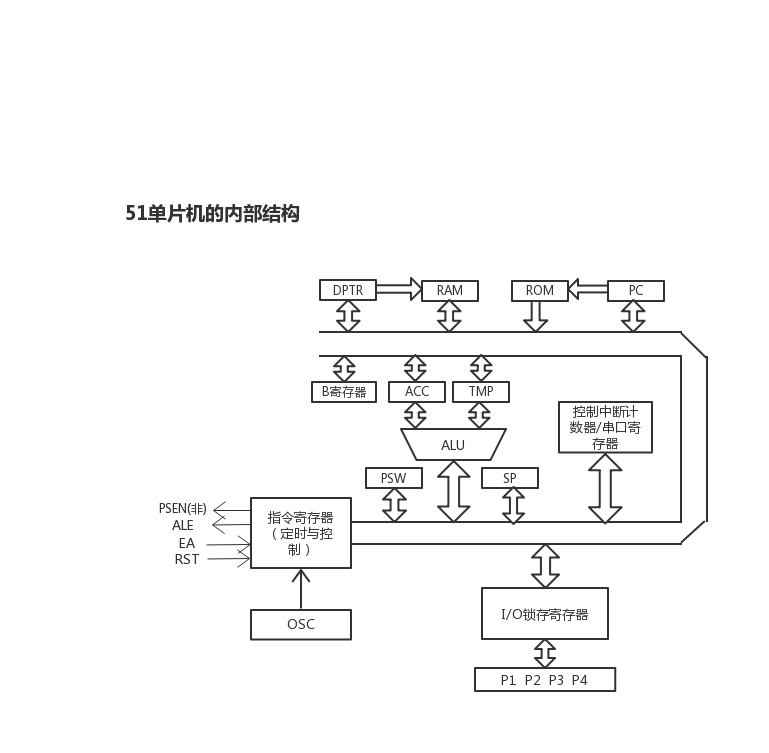 51单片机的内部结构
DPTR
RAM
ROM
PC
B寄存器
ACC
TMP
控制中断计
数器/串口寄
存器
ALU
PSW
SP
PSEN(非)
ALE
EA
RST
指令寄存器
（定时与控
制）
OSC
I/O锁存寄存器
P1 P2 P3 P4